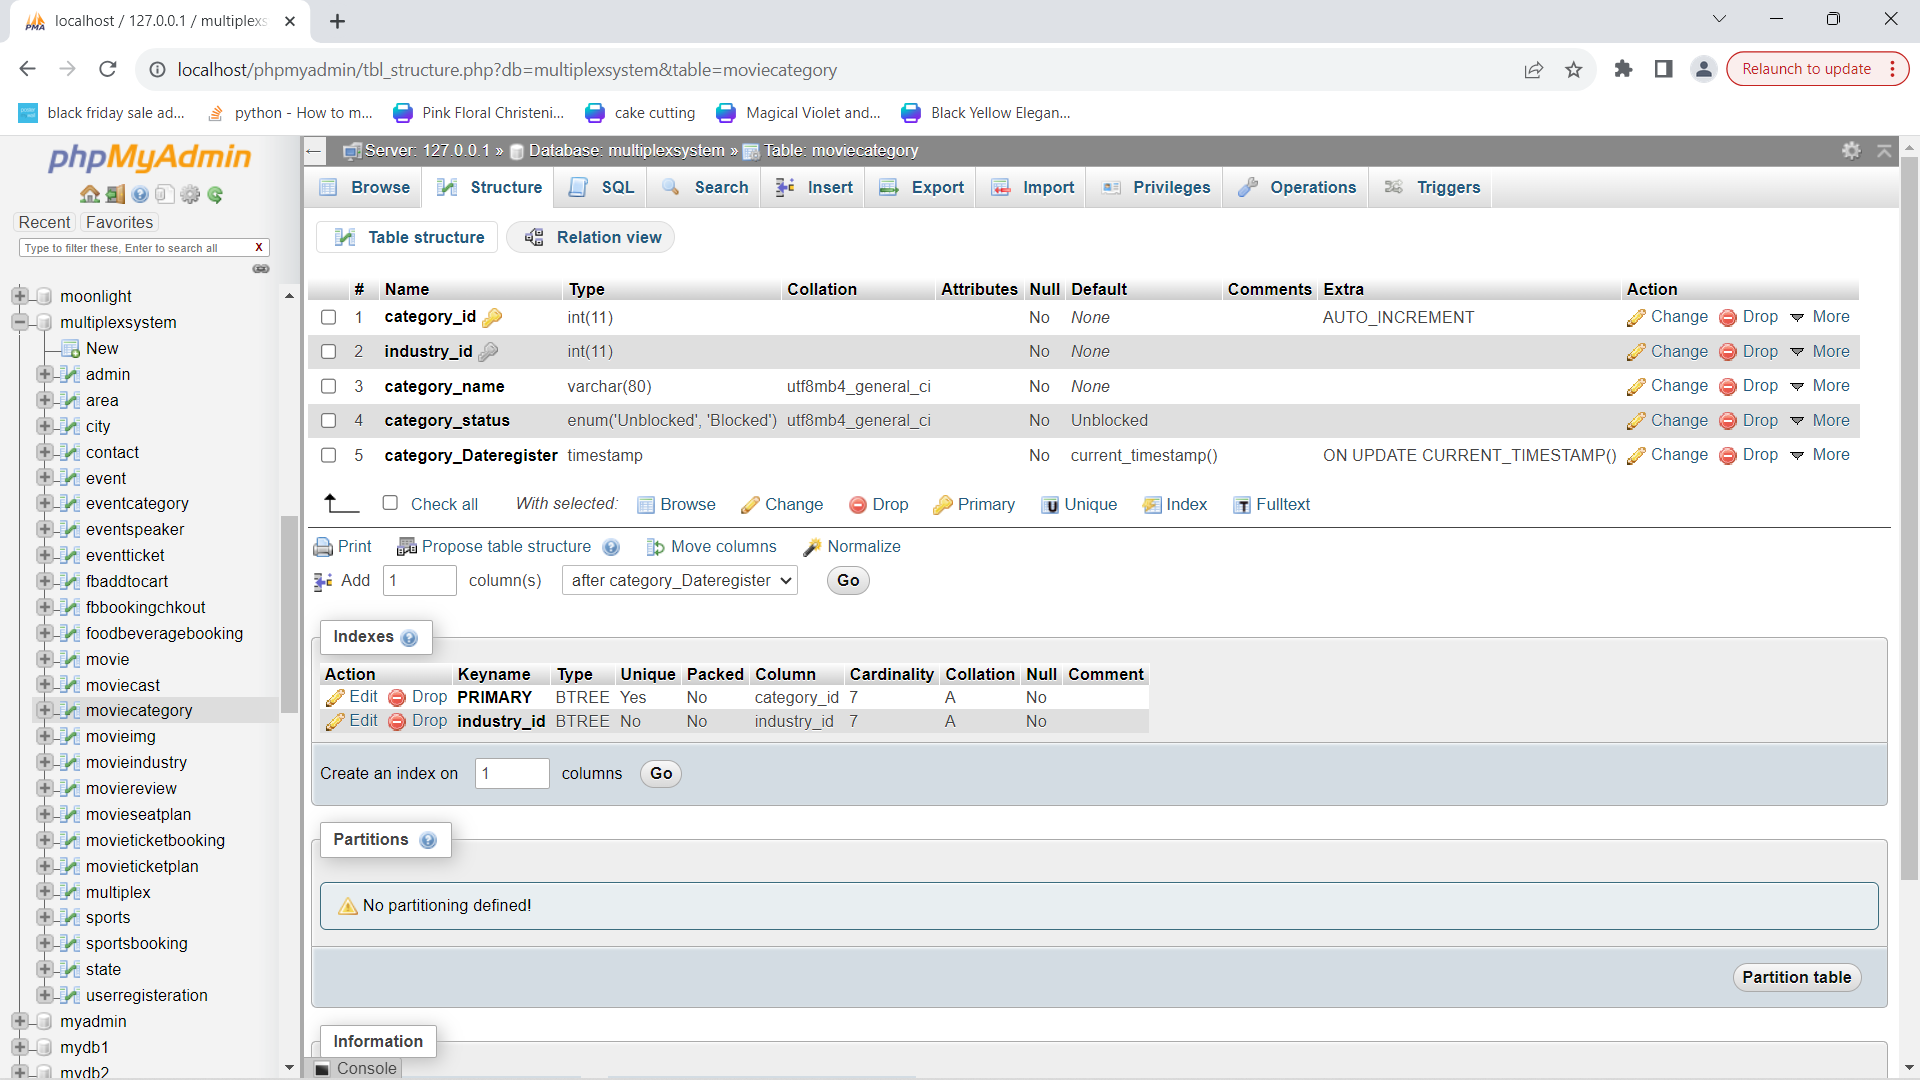 localhost / 127.0.0.1 / multiplexs
localhost/phpmyadmin/tbl_structure.php?db=multiplexsystem&table=moviecategory
Relaunch to update
black friday sale ad...
python - How to m...
Pink Floral Christeni...
cake cutting
Magical Violet and...
Black Yellow Elegan...
phpMyAdmin
Recent Favorites
Type to filter these, Enter to search all X
moonlight
multiplexsystem
New
admin
area
city
contact
event
eventcategory
eventspeaker
eventticket
fbaddtocart
fbbookingchkout
foodbeveragebooking
movie
moviecast
moviecategory
movieimg
movieindustry
moviereview
movieseatplan
movieticketbooking
movieticketplan
multiplex
sports
sportsbooking
state
userregisteration
myadmin
mydb1
mydb2
Server: 127.0.0.1 » Database: multiplexsystem » Table: moviecategory
Browse Structure SQL Search Insert Export Import Privileges Operations Triggers
Table structure Relation view
# Name Type Collation Attributes Null Default Comments Extra Action
1 category_id int(11) No None AUTO_INCREMENT Change Drop More
2 industry_id int(11) No None Change Drop More
3 category_name varchar(80) utf8mb4_general_ci No None Change Drop More
4 category_status enum('Unblocked', 'Blocked') utf8mb4_general_ci No Unblocked Change Drop More
5 category_Dateregister timestamp No current_timestamp() ON UPDATE CURRENT_TIMESTAMP() Change Drop More
Check all With selected: Browse Change Drop Primary Unique Index Fulltext
Print Propose table structure Move columns Normalize
Add 1 column(s) after category_Dateregister Go
Indexes
Action Keyname Type Unique Packed Column Cardinality Collation Null Comment
Edit Drop PRIMARY BTREE Yes No category_id 7 A No
Edit Drop industry_id BTREE No No industry_id 7 A No
Create an index on 1 columns Go
Partitions
No partitioning defined!
Partition table
Information
Console